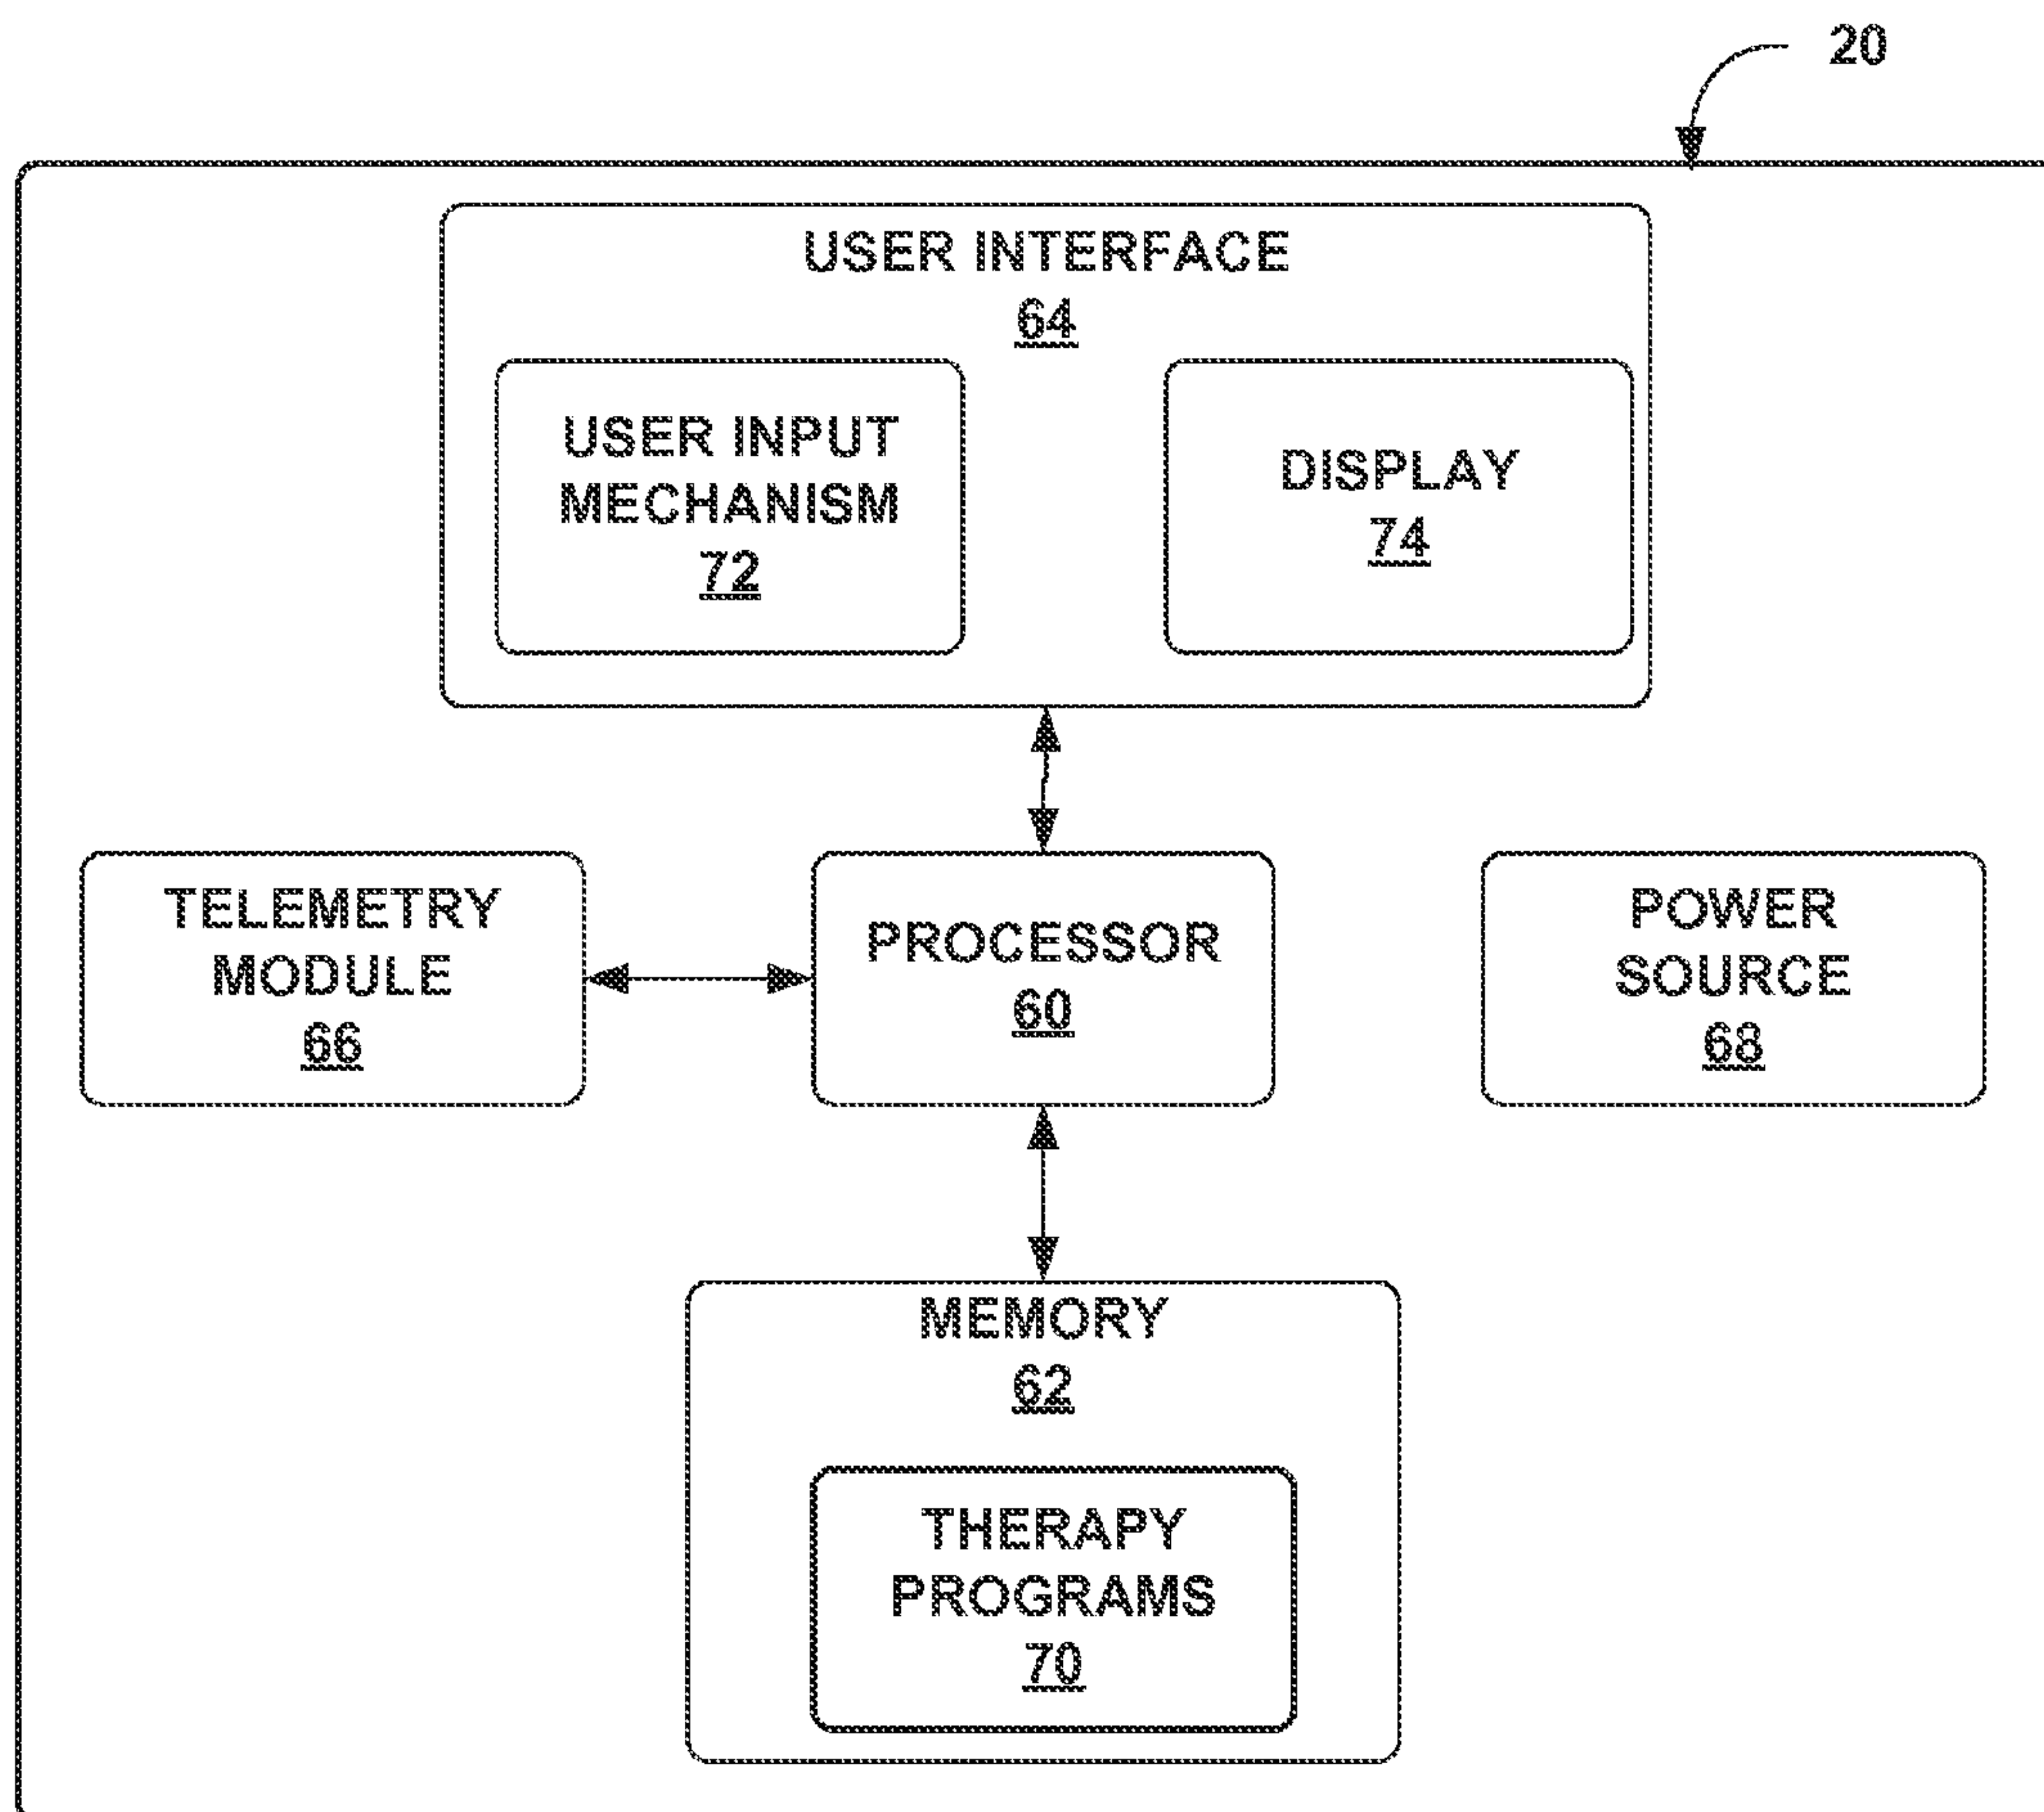 20
USER INTERFACE
64
USER INPUT
MECHANISM
72
DISPLAY
74
TELEMETRY
MODULE
66
PROCESSOR
60
POWER
SOURCE
68
MEMORY
62
THERAPY
PROGRAMS
70